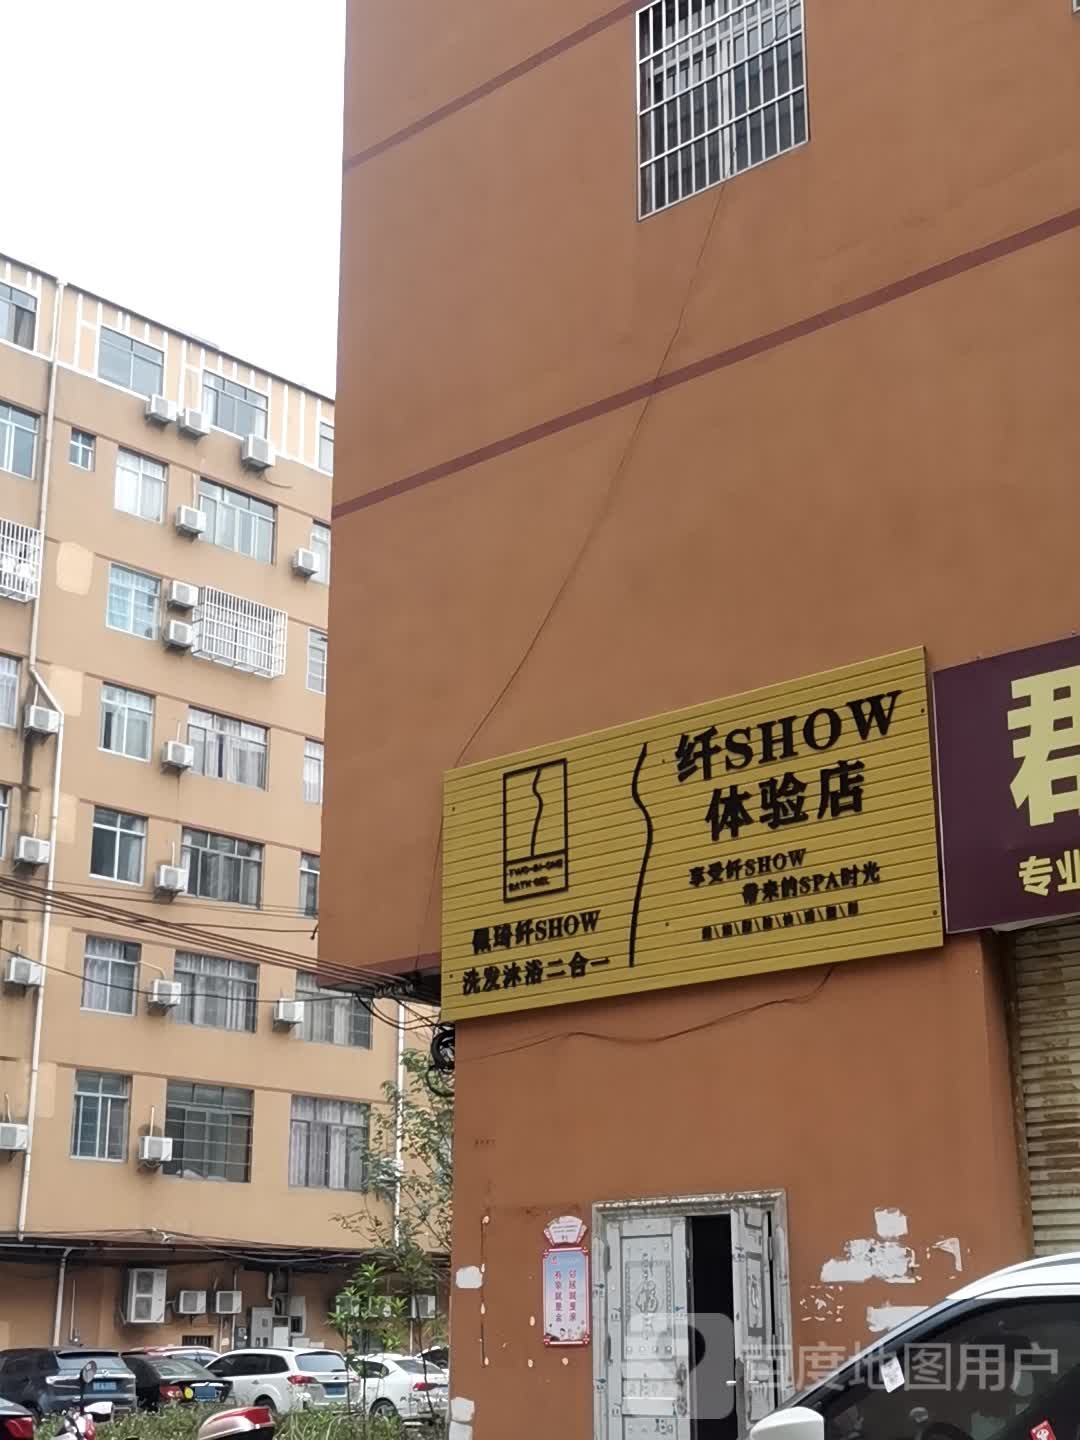 纤SHOW
体验店
享受纤SHOW
带来的SPA时光
TWO-IN-ONE
BATH GEL
佩琦纤SHOW
洗发沐浴二合一
君
专业
福
百度地图用户